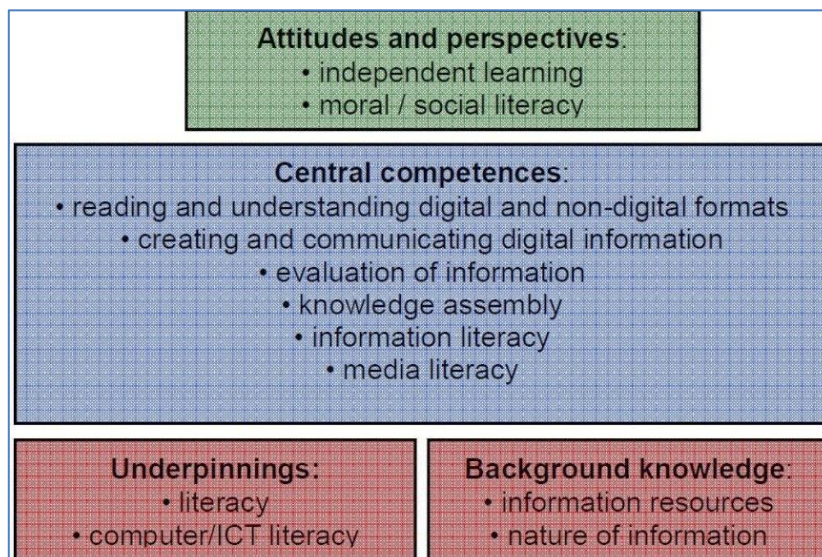 Attitudes and perspectives:
• independent learning
• moral / social literacy
Central competences:
• reading and understanding digital and non-digital formats
• creating and communicating digital information
• evaluation of information
• knowledge assembly
• information literacy
• media literacy
Underpinnings:
• literacy
• computer/ICT literacy
Background knowledge:
• information resources
• nature of information